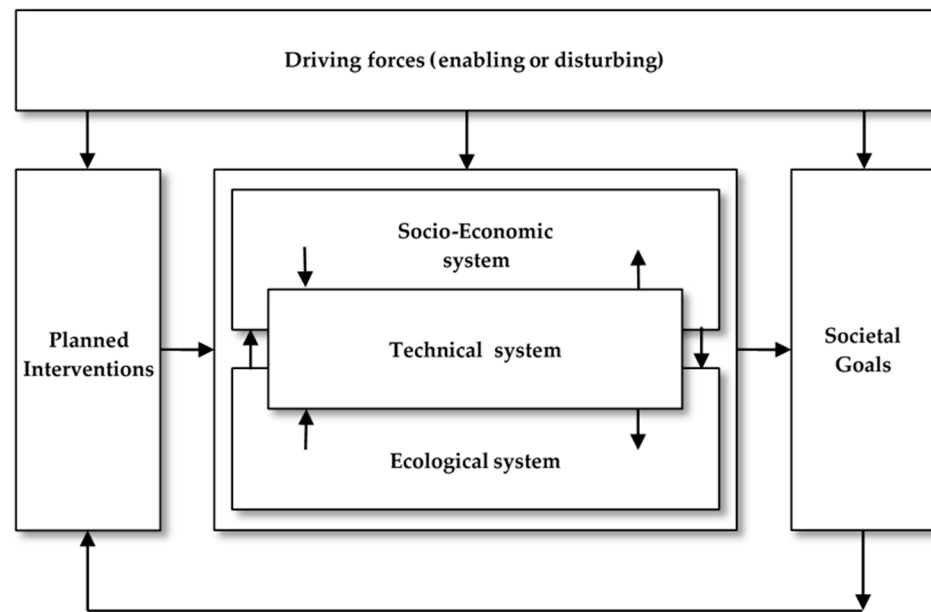 Driving forces (enabling or disturbing)
Socio-Economic
system
Planned
Interventions
Technical system
Societal
Goals
Ecological system